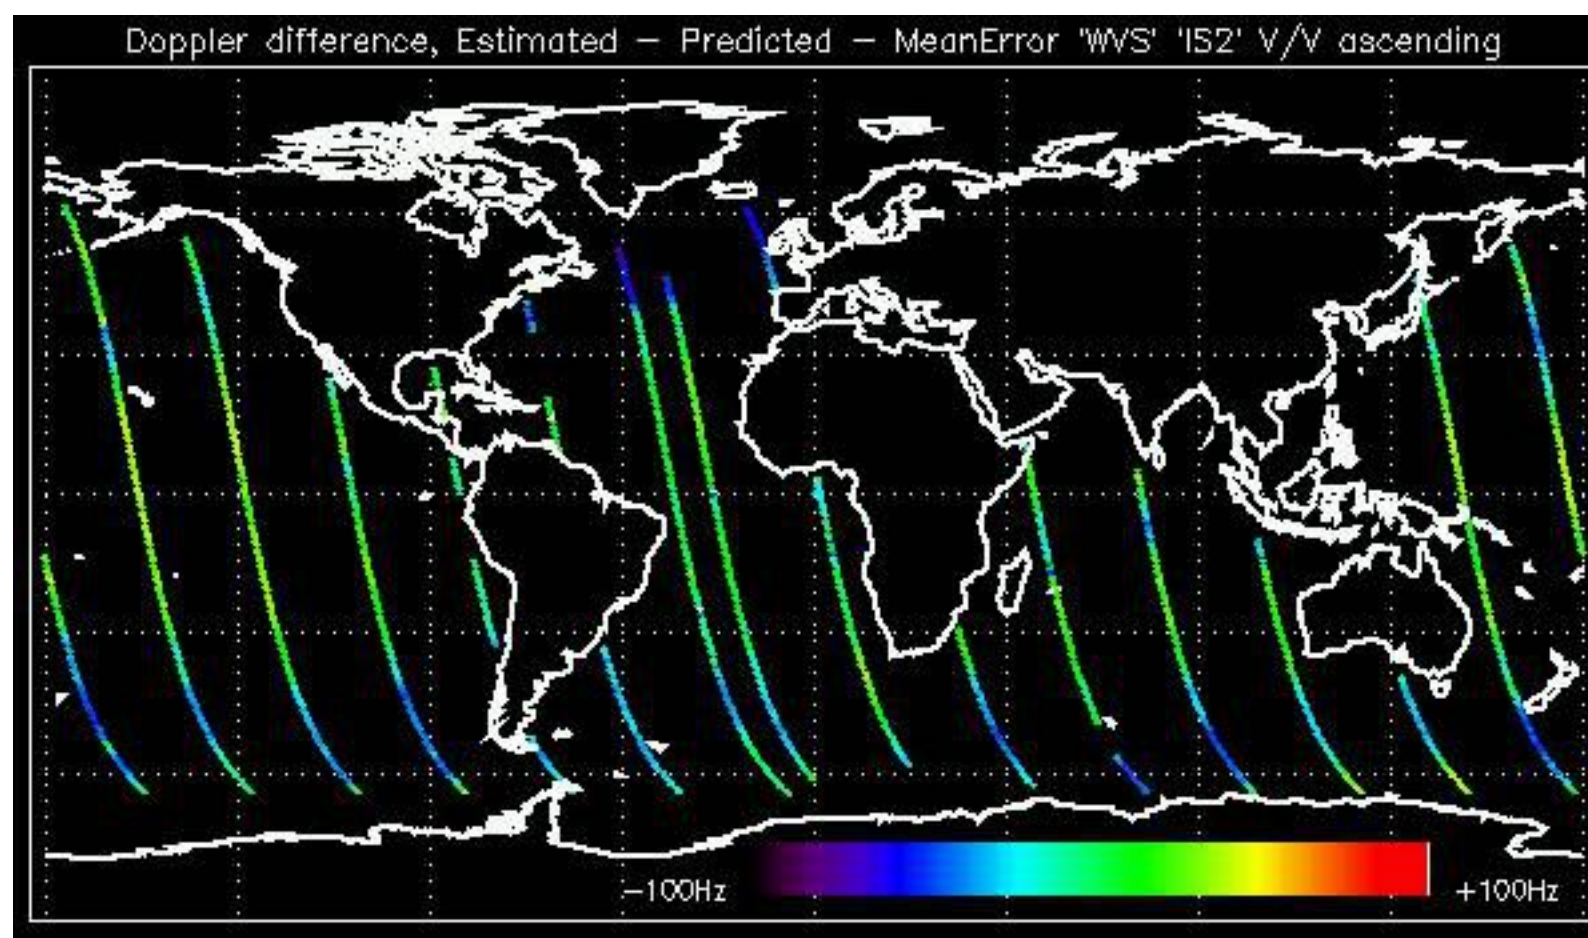 Doppler difference, Estimated – Predicted – MeanError 'WVS' 'IS2' V/V ascending
–100Hz +100Hz